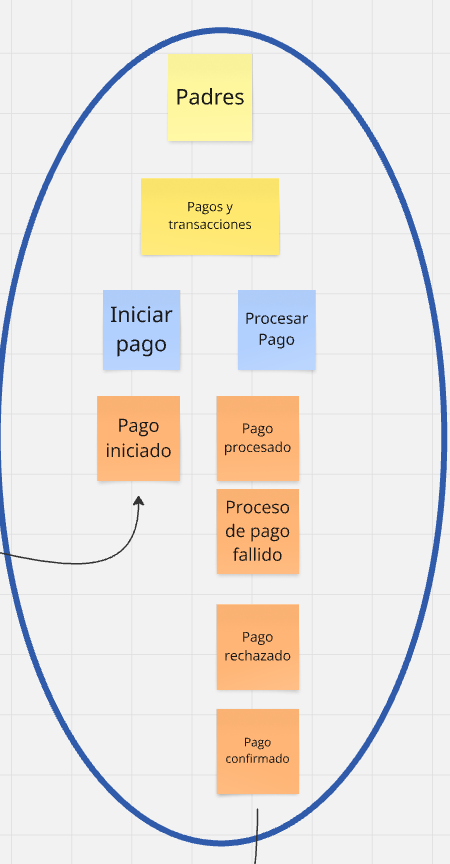 Padres
Pagos y
transacciones
Iniciar
pago
Procesar
Pago
Pago
iniciado
Pago
procesado
Proceso
de pago
fallido
Pago
rechazado
Pago
confirmado